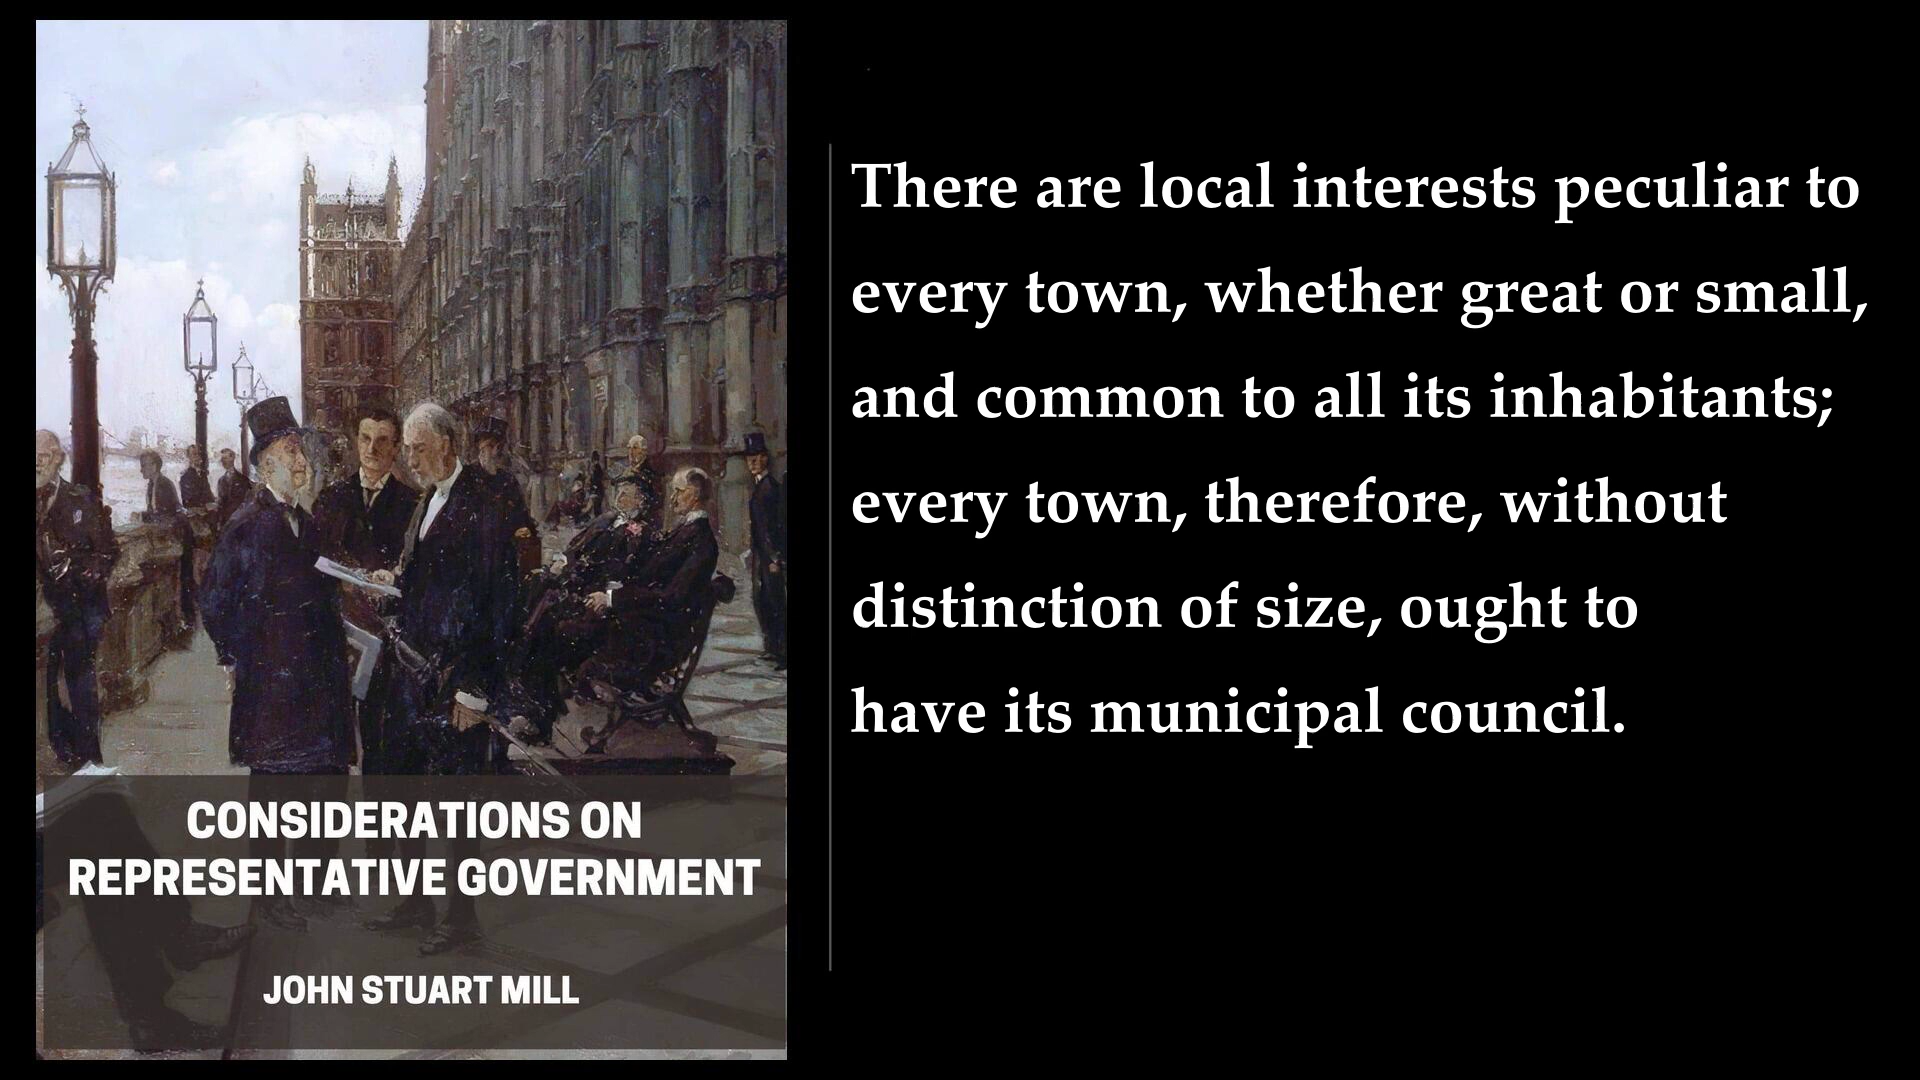 There are local interests peculiar to
every town, whether great or small,
and common to all its inhabitants;
every town, therefore, without
distinction of size, ought to
have its municipal council.
CONSIDERATIONS ON
REPRESENTATIVE GOVERNMENT
JOHN STUART MILL